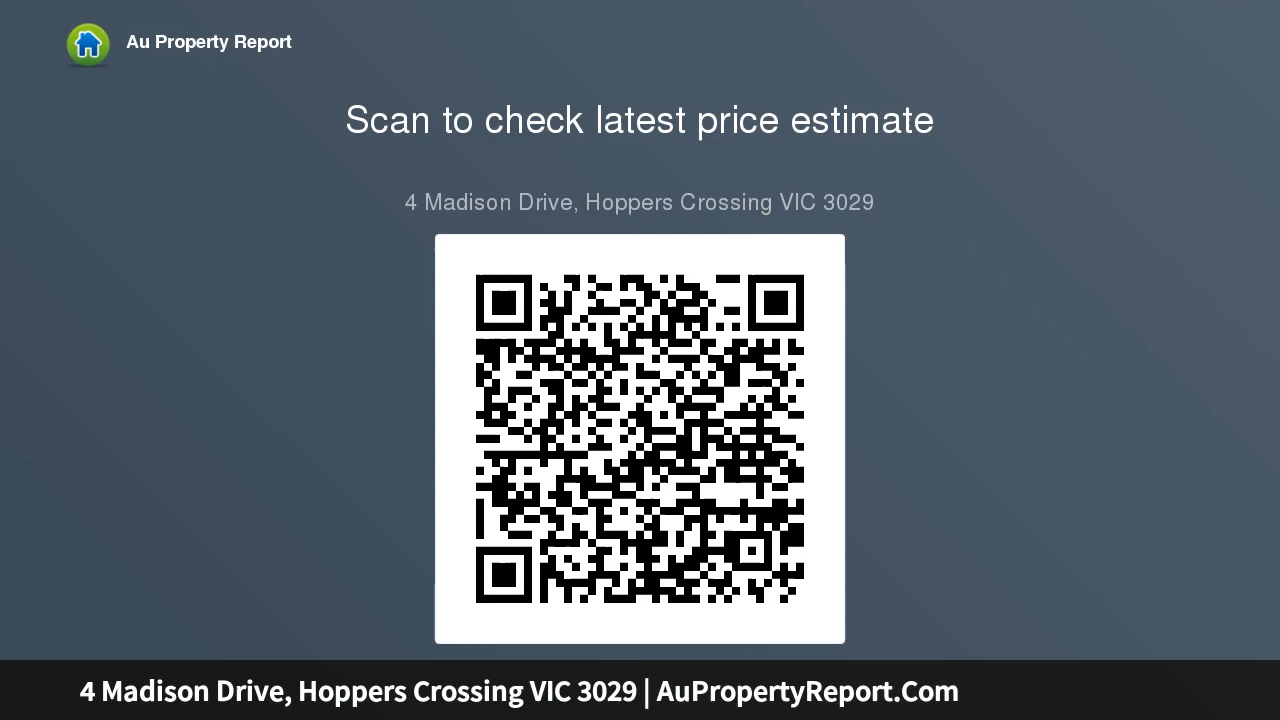 Au Property Report
Scan to check latest price estimate
4 Madison Drive, Hoppers Crossing VIC 3029
4 Madison Drive, Hoppers Crossing VIC 3029 | AuPropertyReport.Com